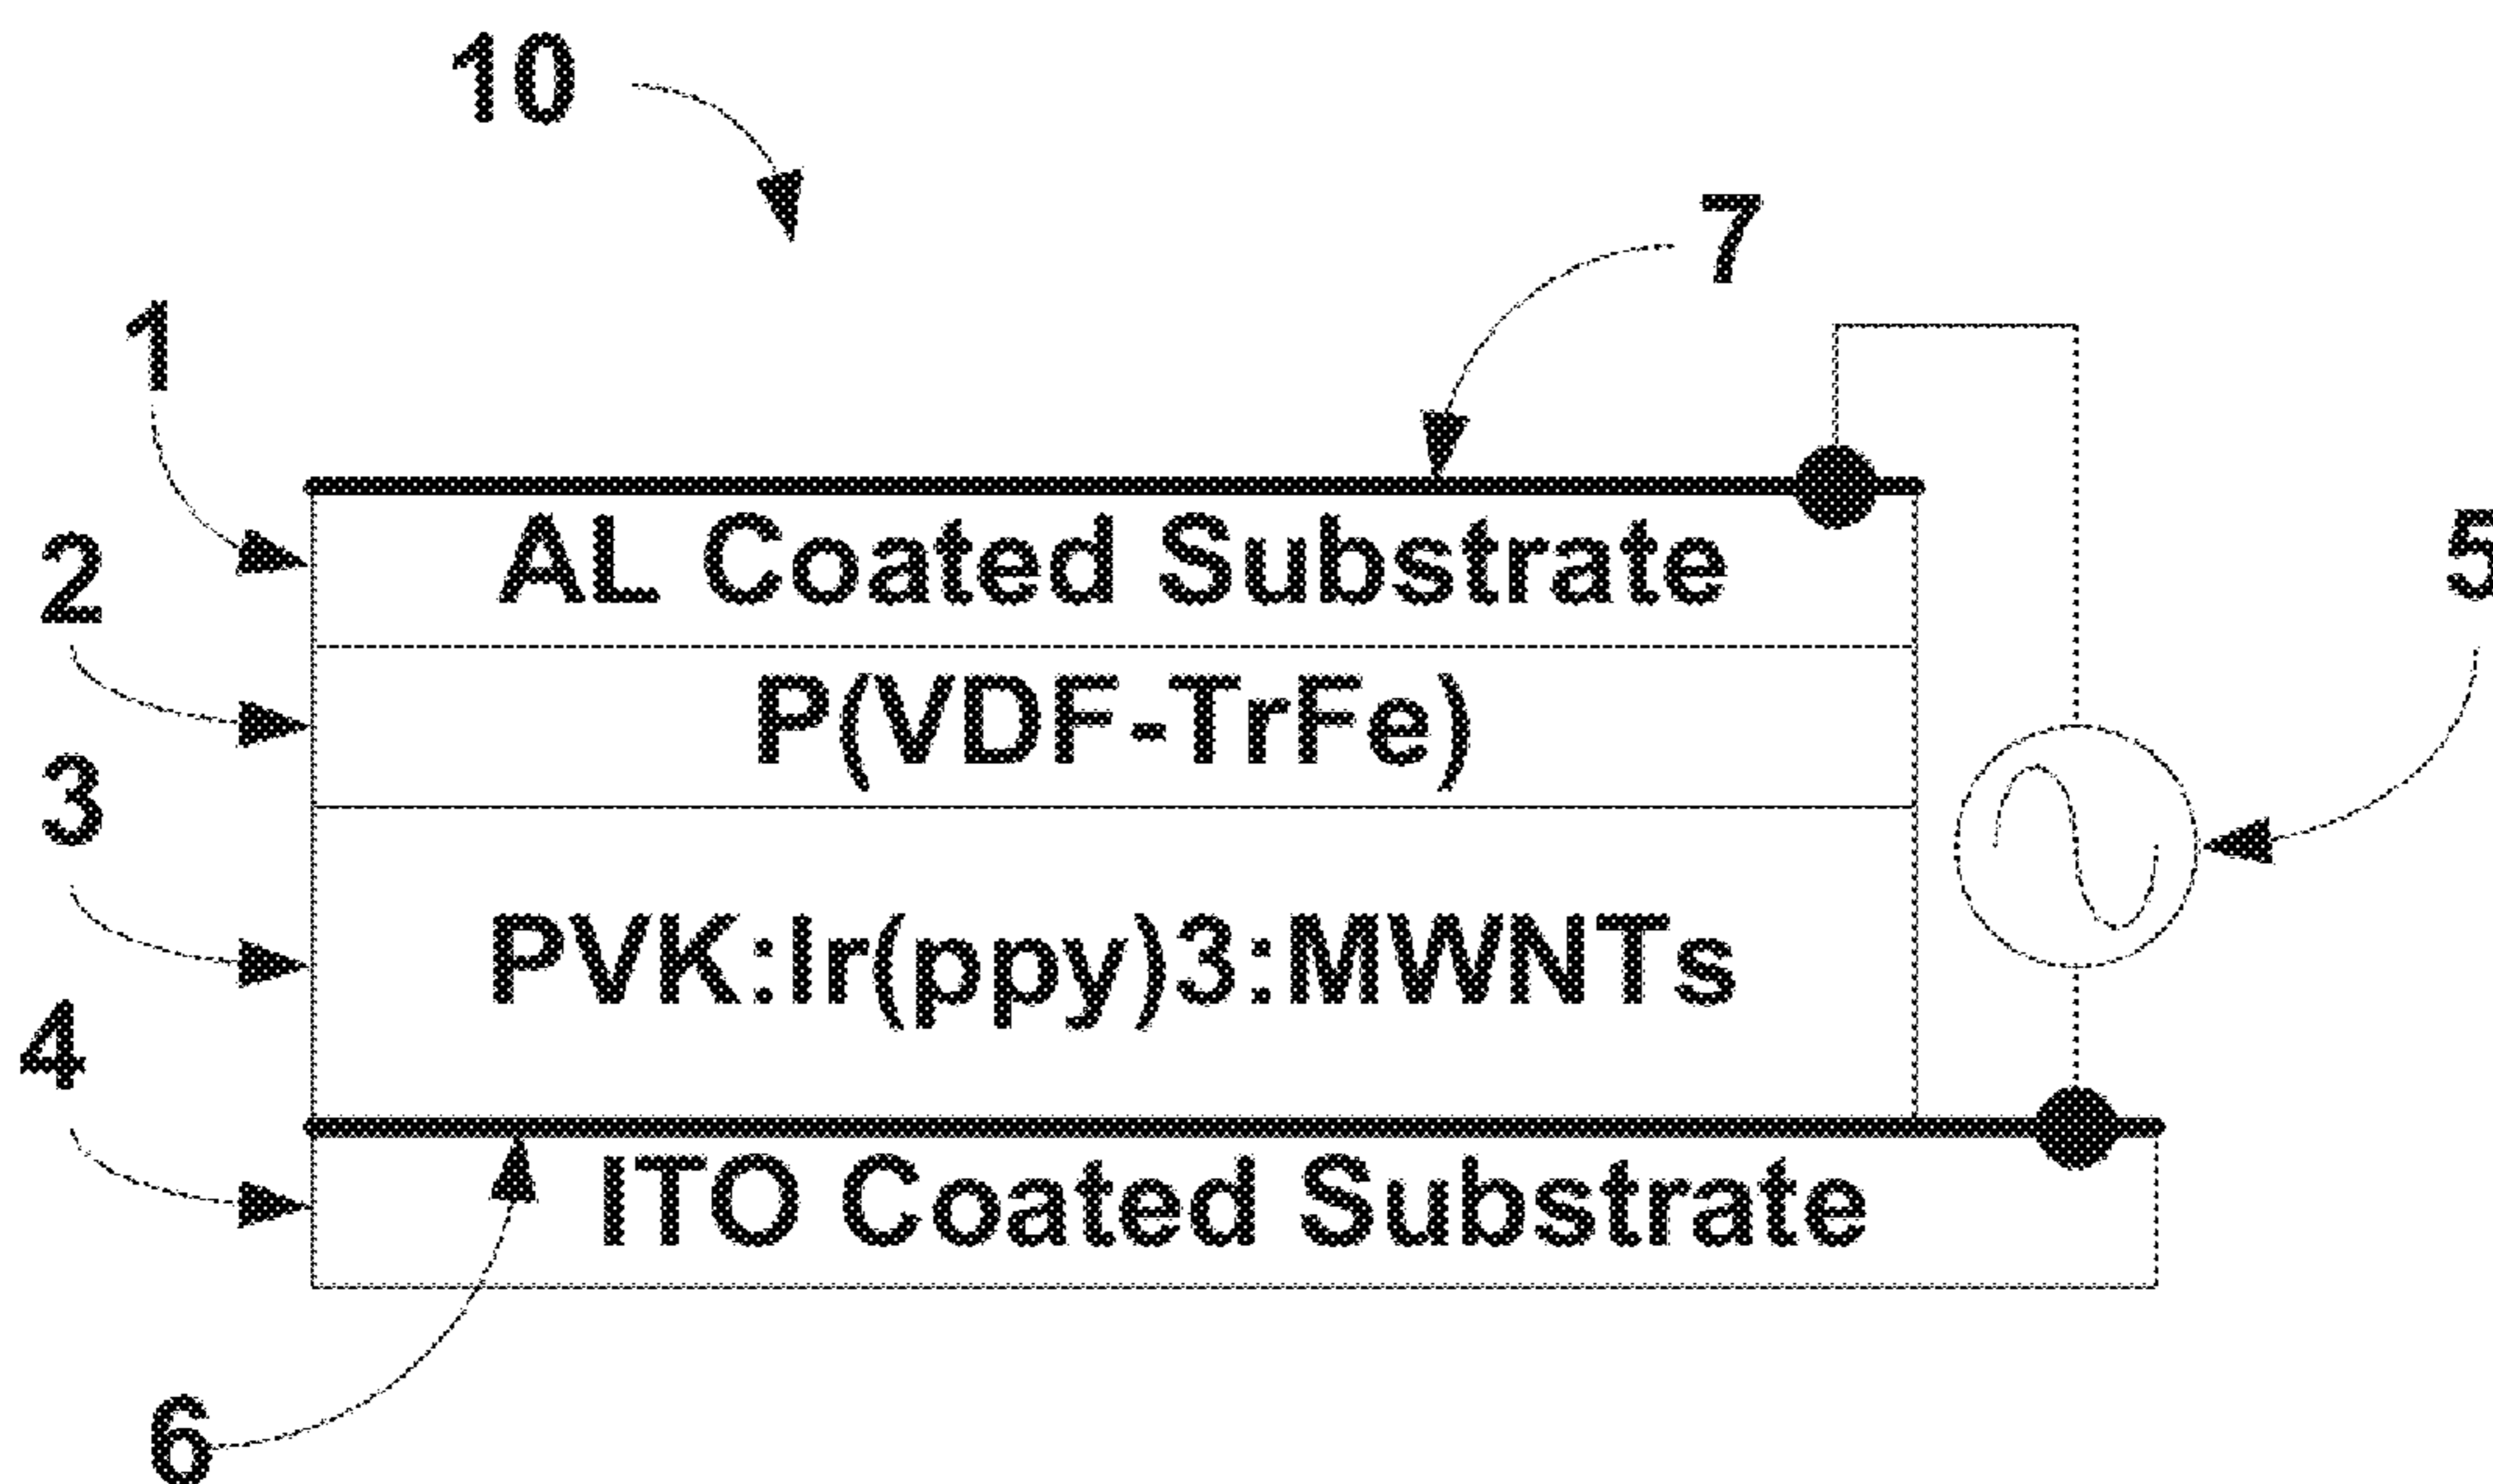 10
7
1
AL Coated Substrate
5
2
P(VDF-TrFe)
3
PVK:Ir(ppy)3:MWNTs
4
ITO Coated Substrate
6